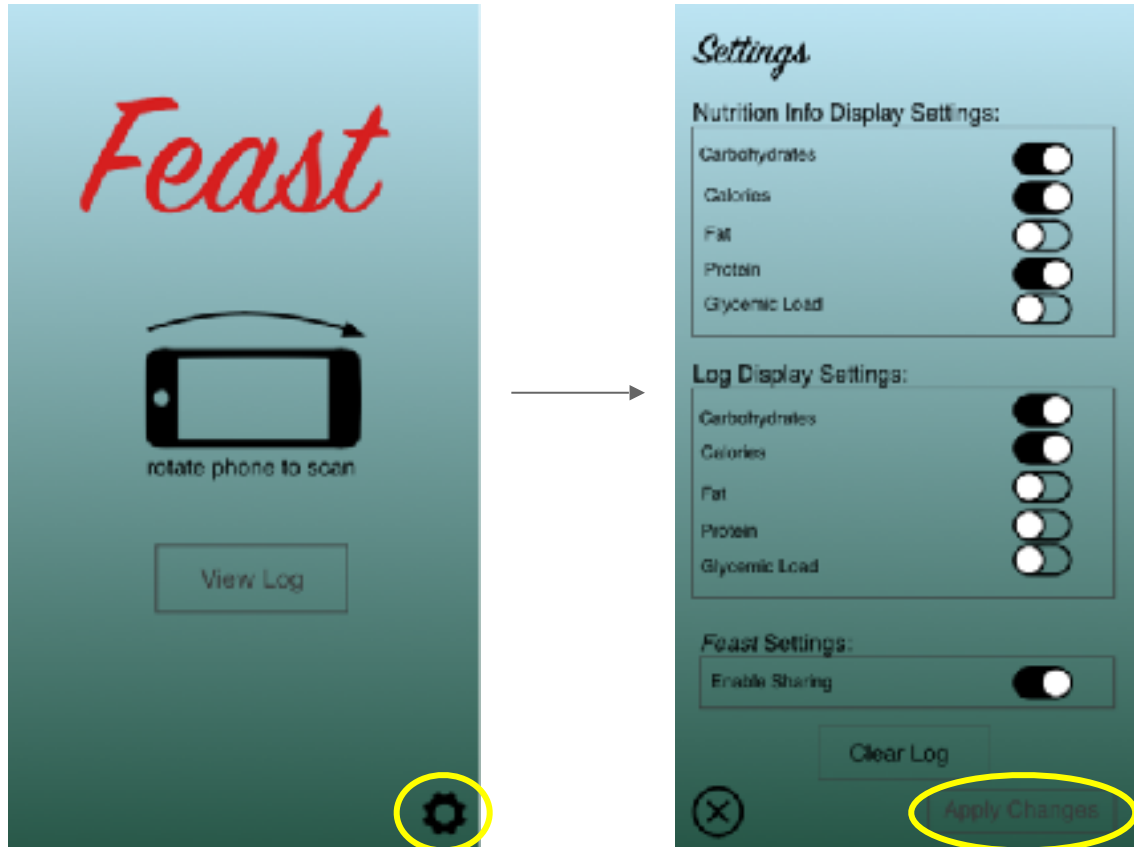 Feast
rotate phone to scan
View Log
Settings
Nutrition Info Display Settings:
Carbohydrates
Calories
Fat
Protein
Glycemic Load
Log Display Settings:
Carbohydrates
Calories
Fat
Protein
Glycemic Load
Feast Settings:
Enable Sharing
Clear Log
Apply Changes